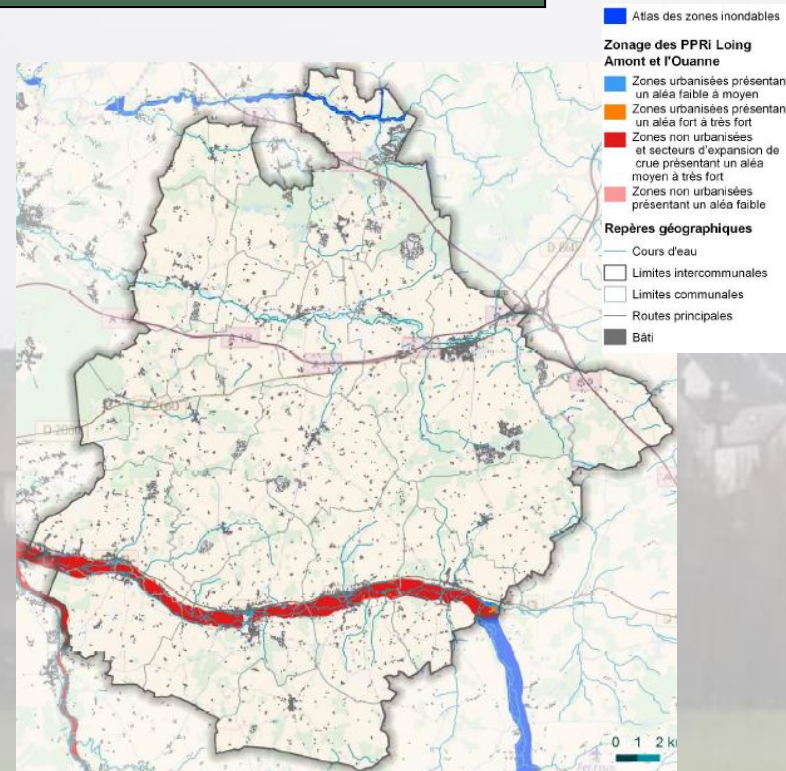 Atlas des zones inondables
Zonage des PPRi Loing
Amont et l'Ouanne
Zones urbanisées présentan
un aléa faible à moyen
Zones urbanisées présentan
un aléa fort à très fort
Zones non urbanisées
et secteurs d'expansion de
crue présentant un aléa
moyen à très fort
Zones non urbanisées
présentant un aléa faible
Repères géographiques
Cours d'eau
Limites intercommunales
Limites communales
Routes principales
Bâti
0 1 2 k